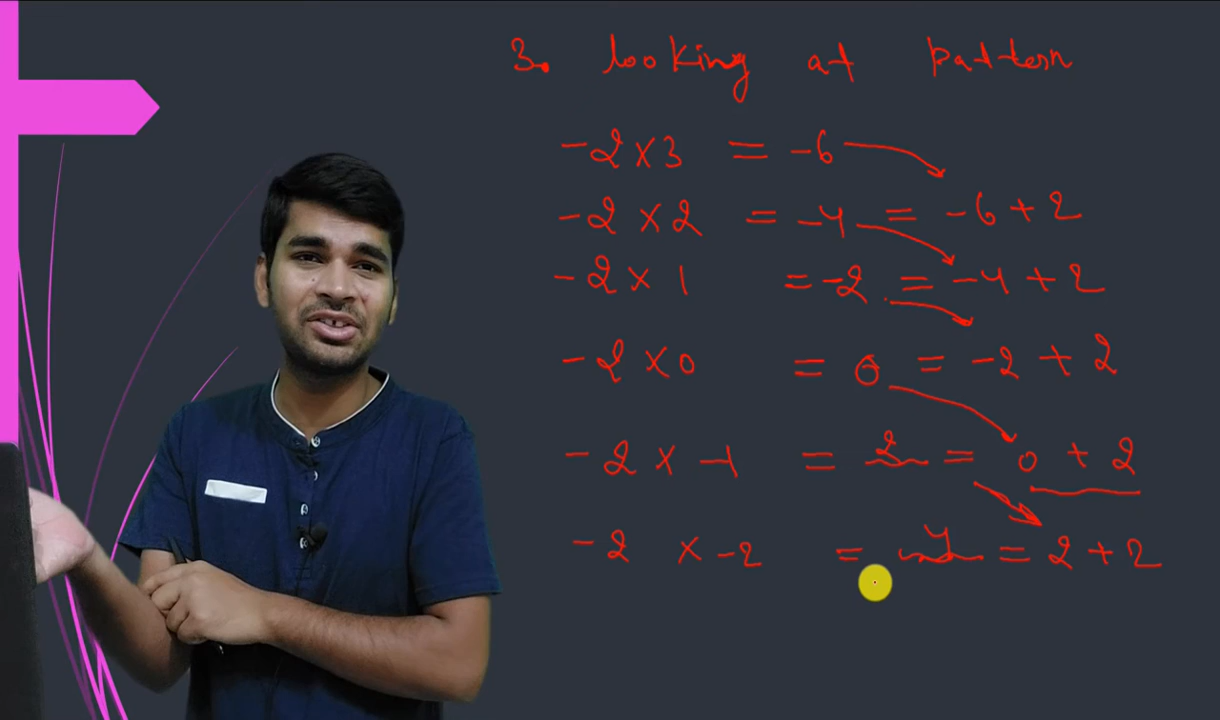 3. looking at pattern
-2 × 3 = -6
-2 × 2 = -4 = -6 + 2
-2 × 1 = -2 = -4 + 2
-2 × 0 = 0 = -2 + 2
-2 × -1 = 2 = 0 + 2
-2 × -2 = 4 = 2 + 2